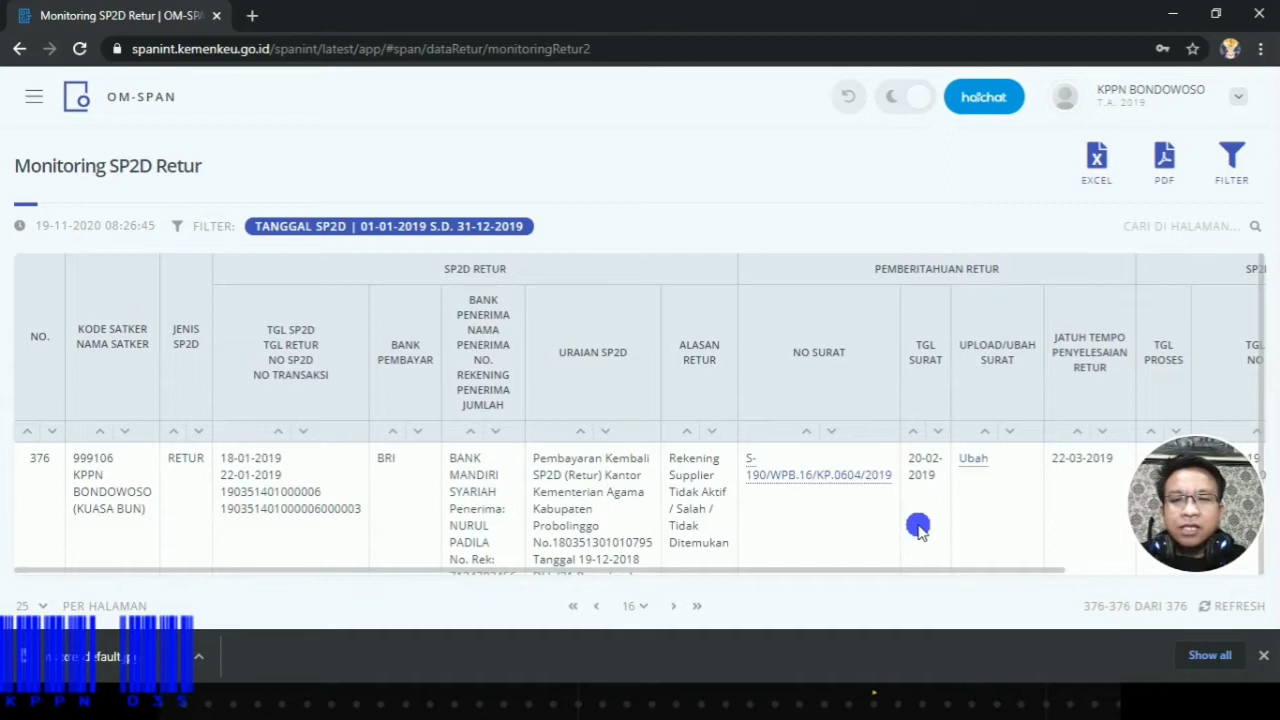 Monitoring SP2D Retur | OM-SPA
spanint.kemenkeu.go.id/spanint/latest/app/#span/dataRetur/monitoringRetur2
OM-SPAN
haichat
KPPN BONDOWOSO
T.A. 2019
Monitoring SP2D Retur
EXCEL
PDF
FILTER
19-11-2020 08:26:45
FILTER:
TANGGAL SP2D | 01-01-2019 S.D. 31-12-2019
CARI DI HALAMAN...
SP2D RETUR
PEMBERITAHUAN RETUR
NO.
KODE SATKER
NAMA SATKER
JENIS
SP2D
TGL SP2D
TGL RETUR
NO SP2D
NO TRANSAKSI
BANK
PEMBAYAR
BANK
PENERIMA
NAMA
PENERIMA
NO.
REKENING
PENERIMA
JUMLAH
URAIAN SP2D
ALASAN
RETUR
NO SURAT
TGL
SURAT
UPLOAD/UBAH
SURAT
JATUH TEMPO
PENYELESAIAN
RETUR
TGL
PROSES
376
999106
KPPN
BONDOWOSO
(KUASA BUN)
RETUR
18-01-2019
22-01-2019
190351401000006
190351401000006000003
BRI
BANK
MANDIRI
SYARIAH
Penerima:
NURUL
PADILA
No. Rek:
Pembayaran Kembali
SP2D (Retur) Kantor
Kementerian Agama
Kabupaten
Probolinggo
No.180351301010795
Tanggal 19-12-2018
Rekening
Supplier
Tidak Aktif
/ Salah /
Tidak
Ditemukan
S-
190/WPB.16/KP.0604/2019
20-02-
2019
Ubah
22-03-2019
25
PER HALAMAN
16
376-376 DARI 376
REFRESH
Show all
KPPN 035